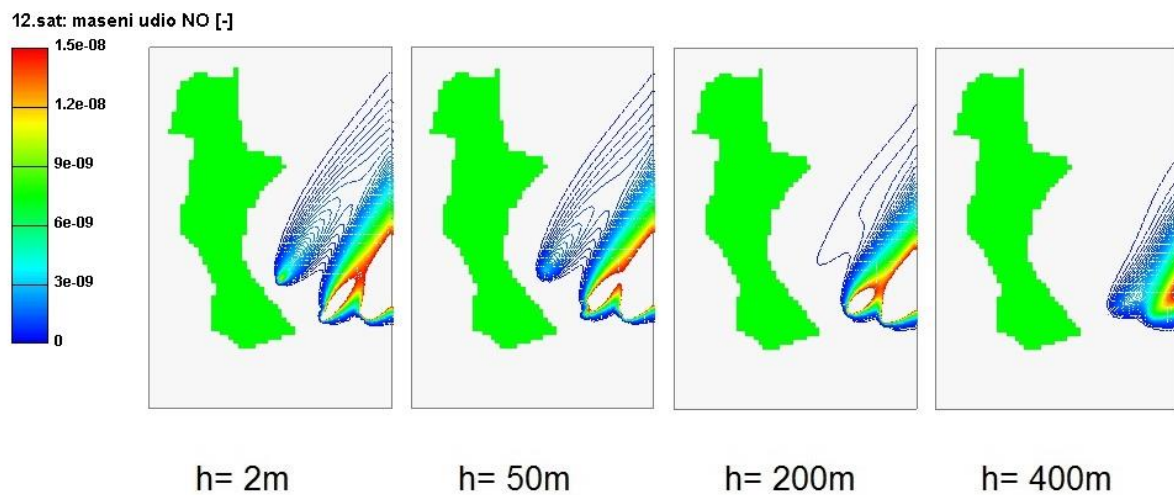 12.sat: maseni udio NO [-]
1.5e-08
1.2e-08
9e-09
6e-09
3e-09
0
h= 2m
h= 50m
h= 200m
h= 400m